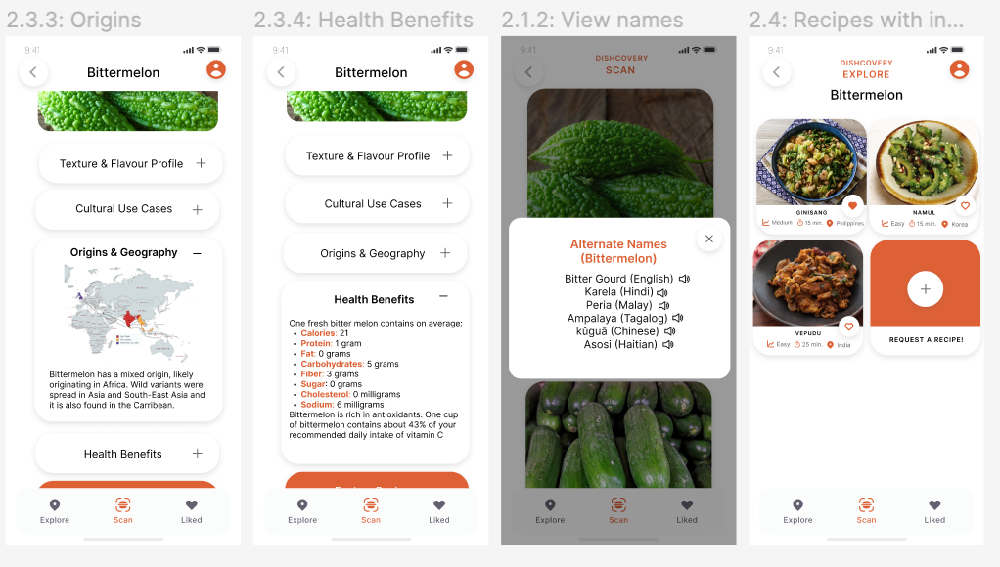 2.3.3: Origins
9:41
Bittermelon
Texture & Flavour Profile
Cultural Use Cases
Origins & Geography
Bittermelon has a mixed origin, likely
originating in Africa. Wild variants were
spread in Asia and South-East Asia and
it is also found in the Carribean.
Health Benefits
Explore
Scan
Liked
2.3.4: Health Benefits
9:41
Bittermelon
Texture & Flavour Profile
Cultural Use Cases
Origins & Geography
Health Benefits
One fresh bitter melon contains on average:
• Calories: 21
• Protein: 1 gram
• Fat: 0 grams
• Carbohydrates: 5 grams
• Fiber: 3 grams
• Sugar: 0 grams
• Cholesterol: 0 milligrams
• Sodium: 6 milligrams
Bittermelon is rich in antioxidants. One cup
of bittermelon contains about 43% of your
recommended daily intake of vitamin C
Explore
Scan
Liked
2.1.2: View names
9:41
DISHCOVERY
SCAN
Alternate Names
(Bittermelon)
Bitter Gourd (English)
Karela (Hindi)
Peria (Malay)
Ampalaya (Tagalog)
kǔguā (Chinese)
Asosi (Haitian)
Explore
Scan
Liked
2.4: Recipes with in...
9:41
DISHCOVERY
EXPLORE
Bittermelon
GINISANG
Medium 15 min. Philippines
NAMUL
Easy 15 min. Korea
VEPUDU
Easy 25 min. India
REQUEST A RECIPE!
Explore
Scan
Liked